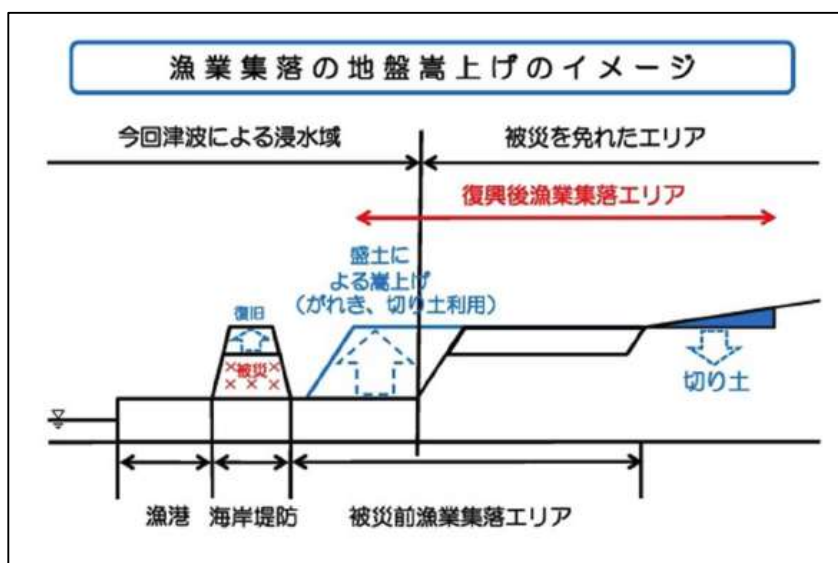 漁業集落の地盤嵩上げのイメージ
今回津波による浸水域
被災を免れたエリア
復興後漁業集落エリア
盛土に
よる嵩上げ
(がれき、切り土利用)
復旧
被災
切り土
漁港
海岸堤防
被災前漁業集落エリア